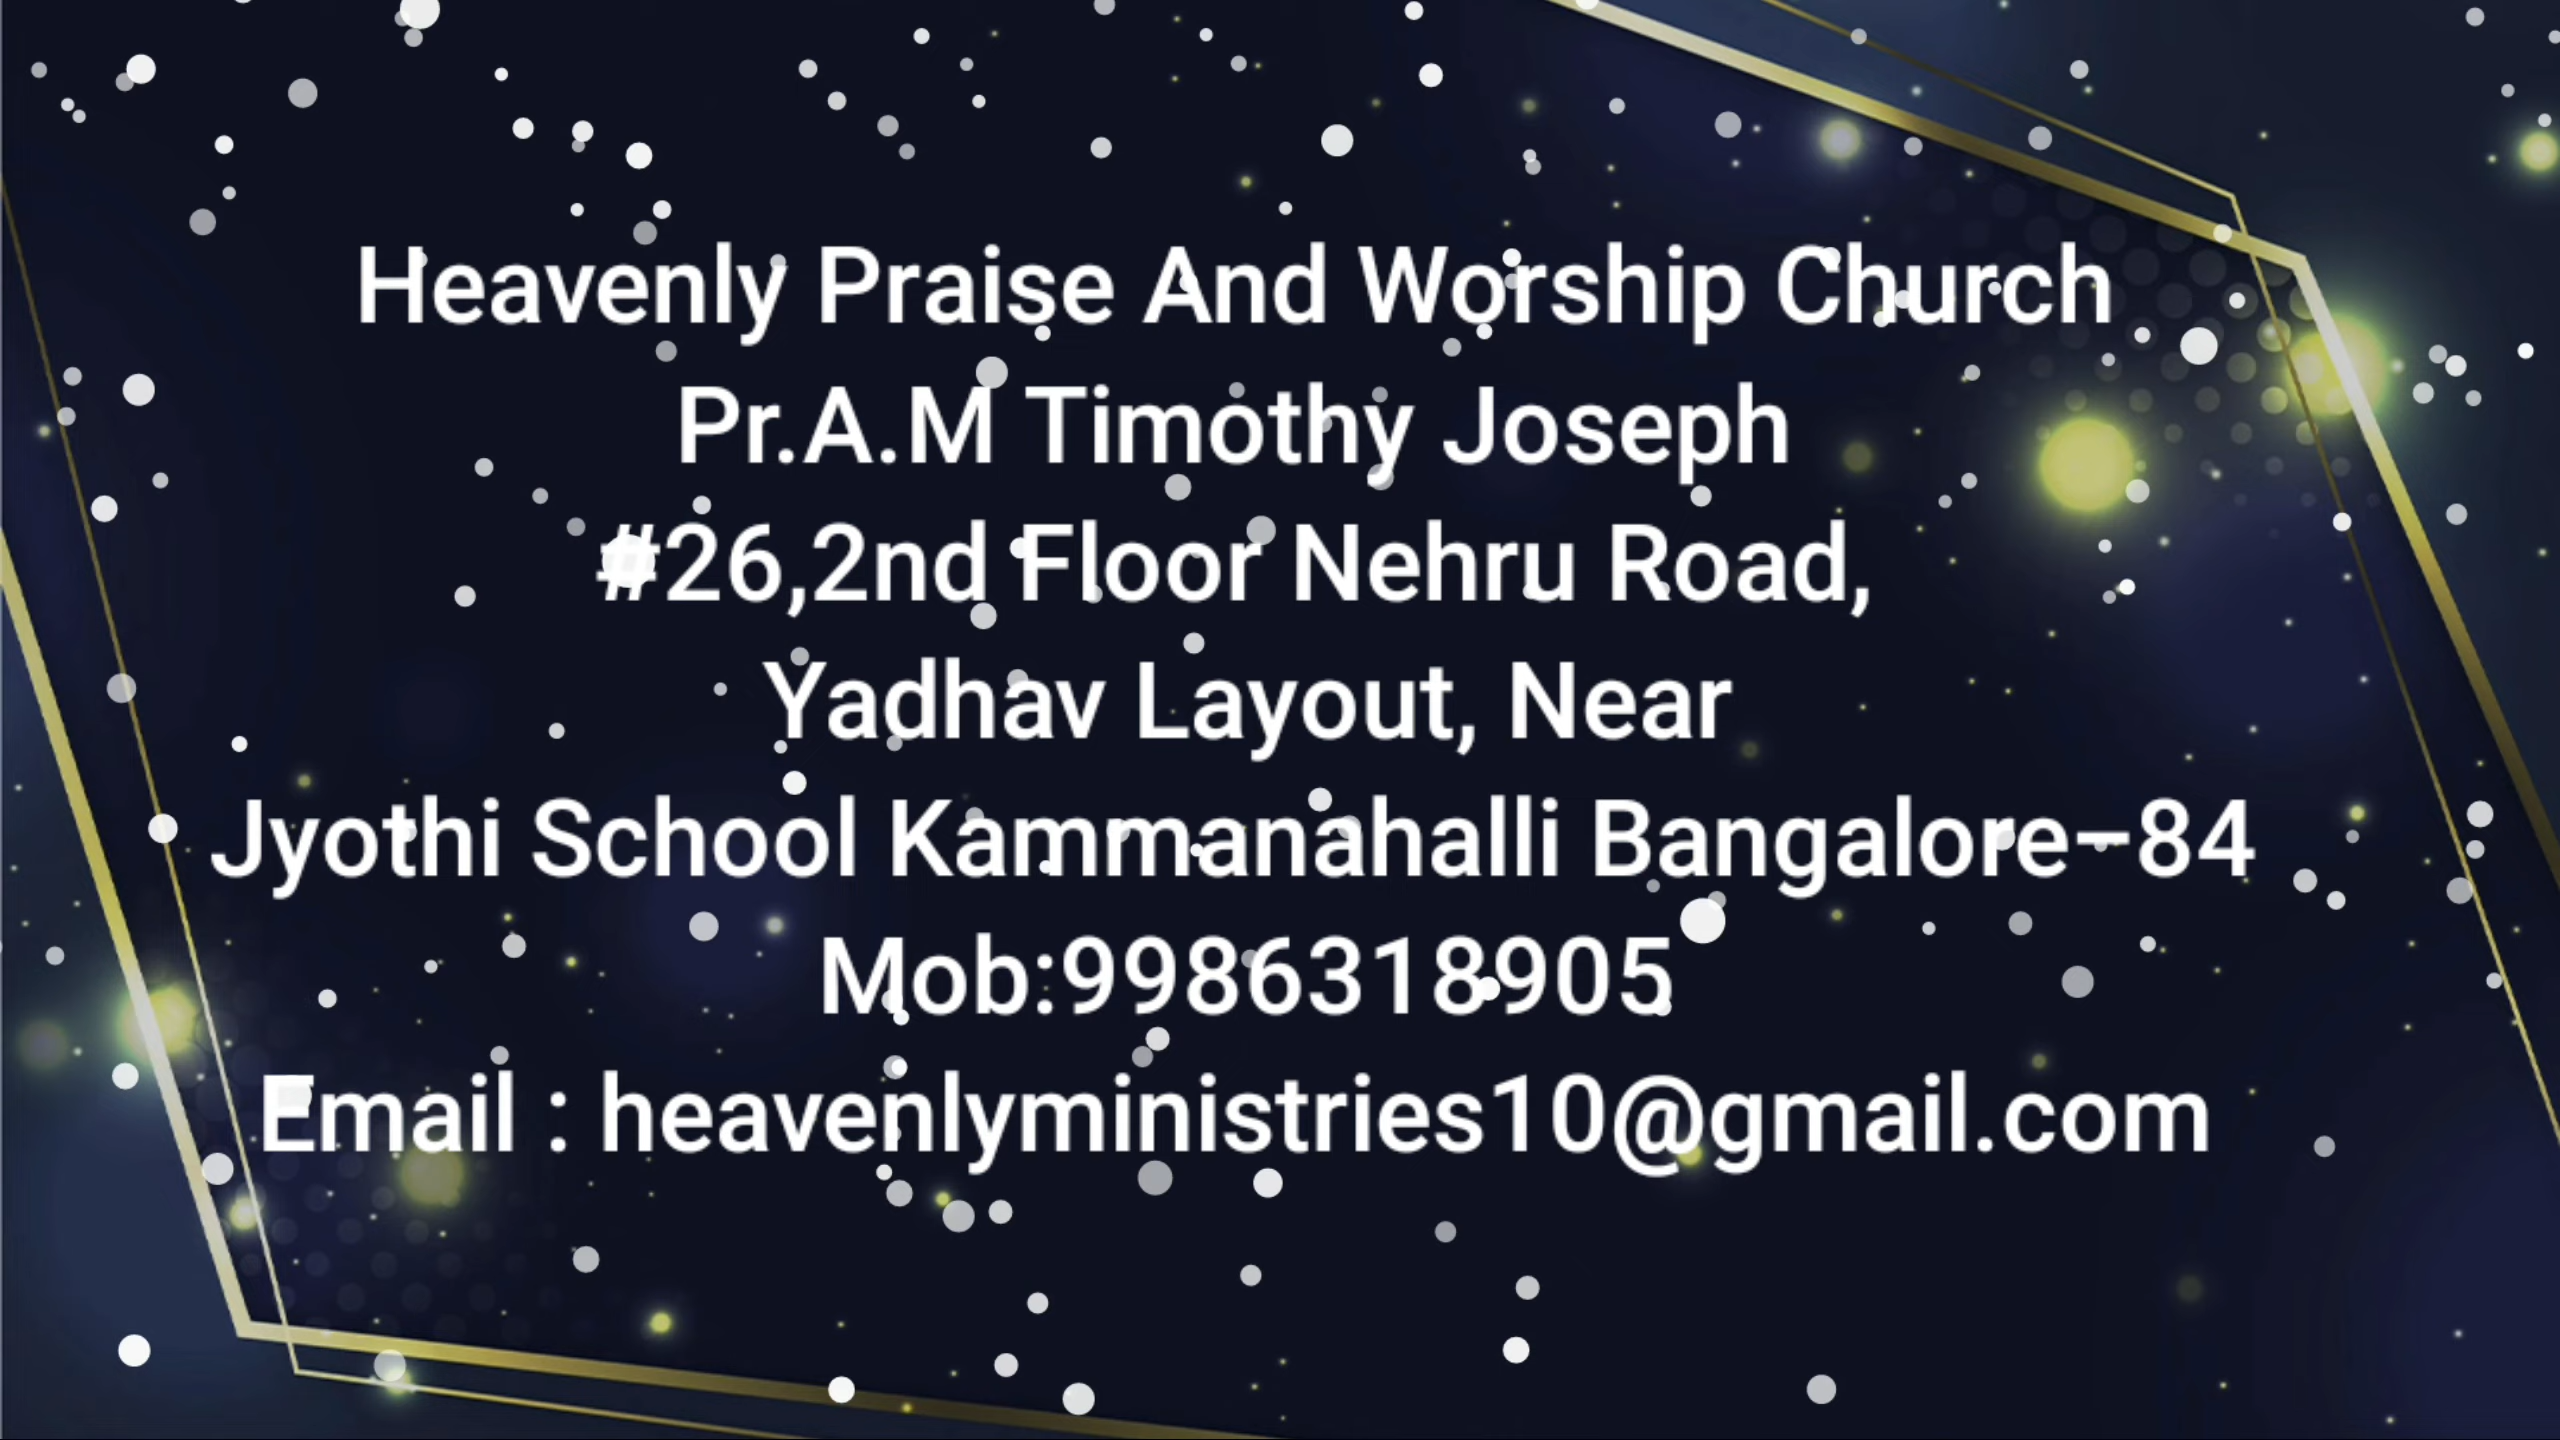 Heavenly Praise And Worship Church
Pr.A.M Timothy Joseph
#26,2nd Floor Nehru Road,
Yadhav Layout, Near
Jyothi School Kammanahalli Bangalore–84
Mob:9986318905
Email : heavenlyministries10@gmail.com